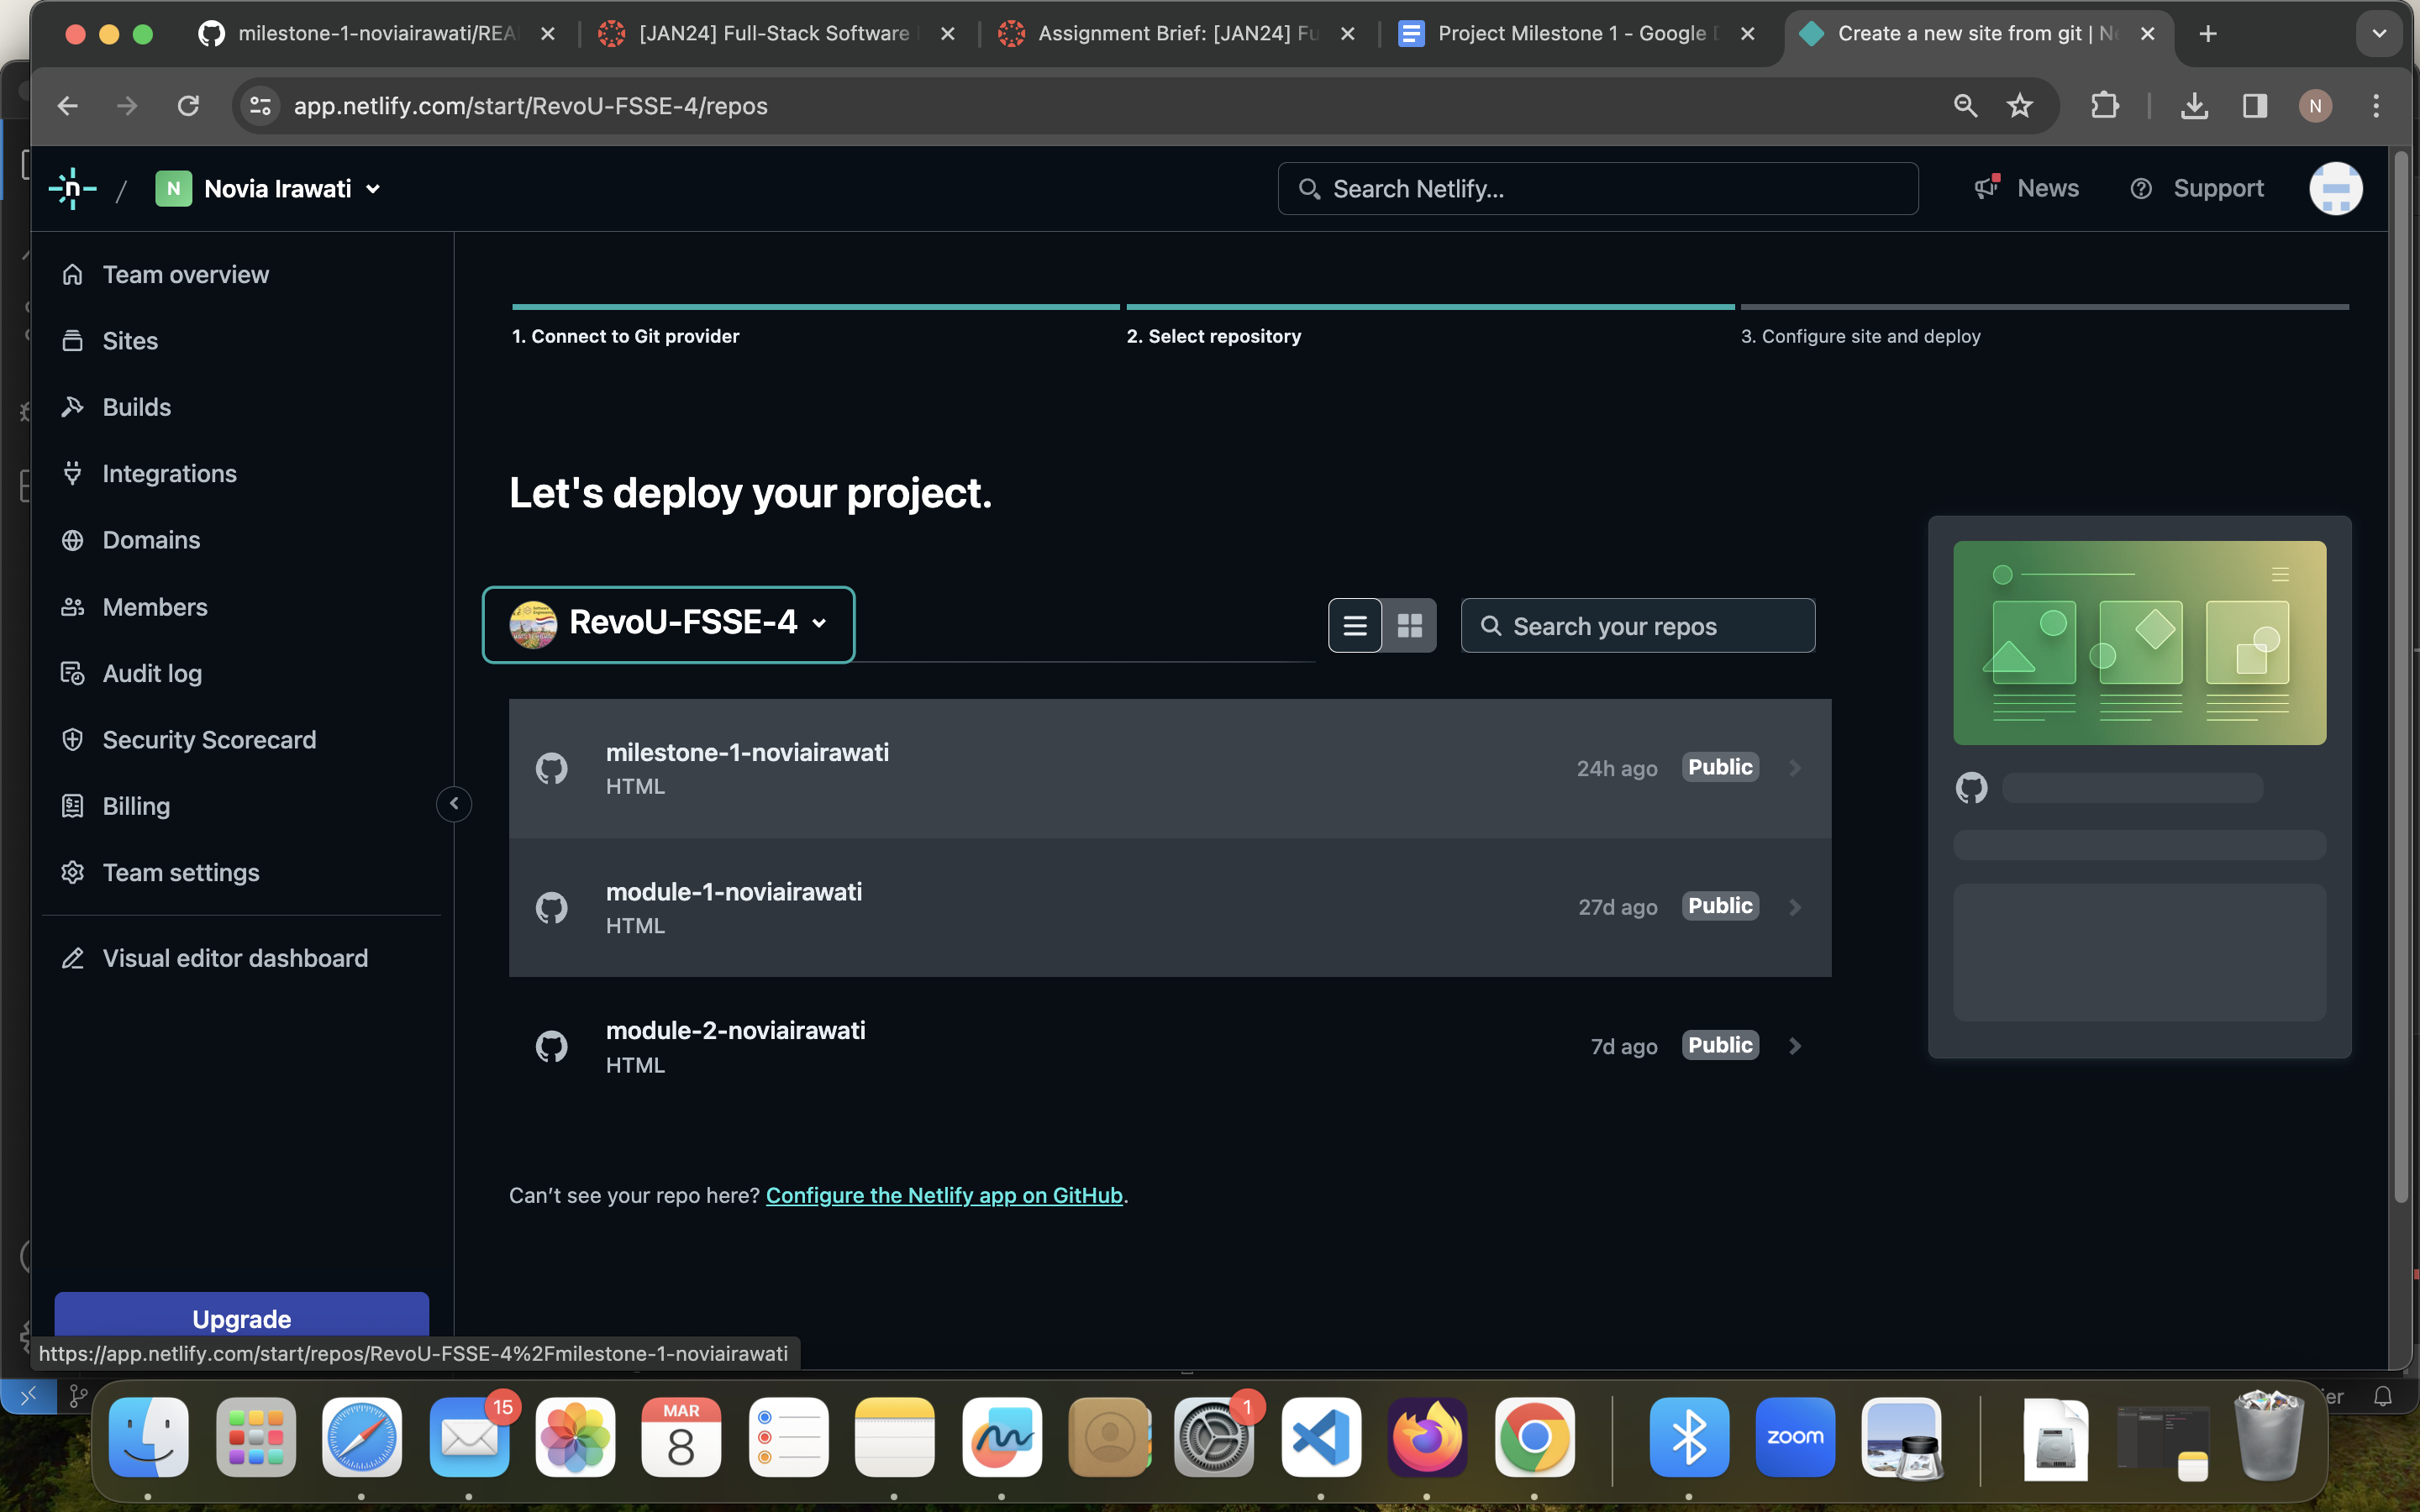 milestone-1-noviairawati/REA
[JAN24] Full-Stack Software
Assignment Brief: [JAN24] Fu
Project Milestone 1 - Google
Create a new site from git | Ne
app.netlify.com/start/RevoU-FSSE-4/repos
N
n
/
N
Novia Irawati
Search Netlify...
News
Support
Team overview
Sites
Builds
Integrations
Domains
Members
Audit log
Security Scorecard
Billing
Team settings
Visual editor dashboard
Upgrade
1. Connect to Git provider
2. Select repository
3. Configure site and deploy
Let's deploy your project.
RevoU-FSSE-4
Search your repos
milestone-1-noviairawati
HTML
24h ago
Public
module-1-noviairawati
HTML
27d ago
Public
module-2-noviairawati
HTML
7d ago
Public
Can’t see your repo here? Configure the Netlify app on GitHub.
https://app.netlify.com/start/repos/RevoU-FSSE-4%2Fmilestone-1-noviairawati
15
MAR
8
1
zoom